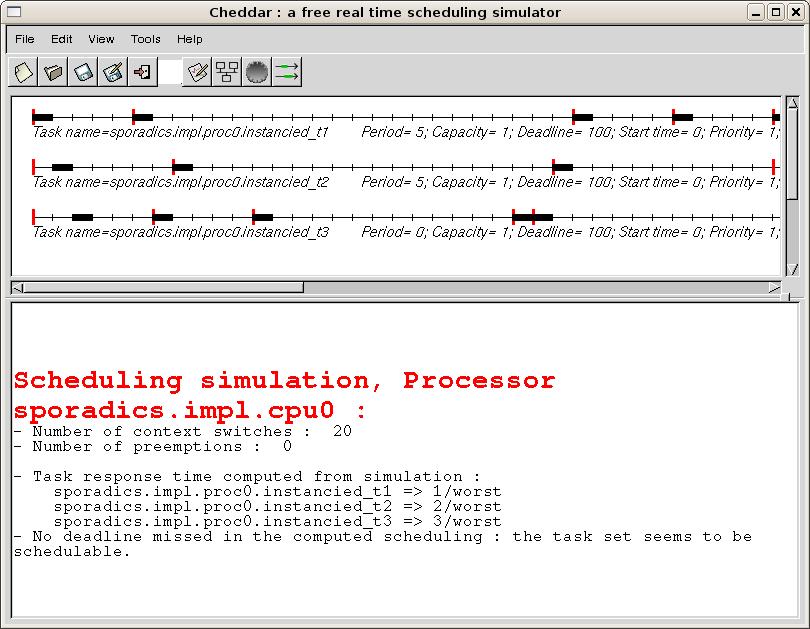 Cheddar : a free real time scheduling simulator
File Edit View Tools Help
Task name=sporadics.impl.proc0.instancied_t1 Period= 5; Capacity= 1; Deadline= 100; Start time= 0; Priority= 1;
Task name=sporadics.impl.proc0.instancied_t2 Period= 5; Capacity= 1; Deadline= 100; Start time= 0; Priority= 1;
Task name=sporadics.impl.proc0.instancied_t3 Period= 0; Capacity= 1; Deadline= 100; Start time= 0; Priority= 1;
Scheduling simulation, Processor
sporadics.impl.cpu0 :
- Number of context switches : 20
- Number of preemptions : 0
- Task response time computed from simulation :
sporadics.impl.proc0.instancied_t1 => 1/worst
sporadics.impl.proc0.instancied_t2 => 2/worst
sporadics.impl.proc0.instancied_t3 => 3/worst
- No deadline missed in the computed scheduling : the task set seems to be
schedulable.